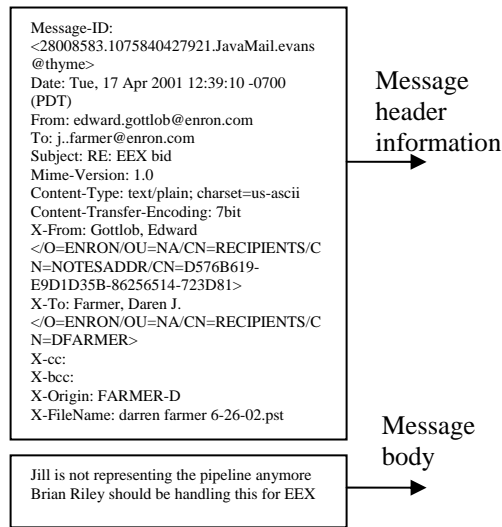 Message-ID:
<28008583.1075840427921.JavaMail.evans
@thyme>
Date: Tue, 17 Apr 2001 12:39:10 -0700
(PDT)
From: edward.gottlob@enron.com
To: j..farmer@enron.com
Subject: RE: EEX bid
Mime-Version: 1.0
Content-Type: text/plain; charset=us-ascii
Content-Transfer-Encoding: 7bit
X-From: Gottlob, Edward
</O=ENRON/OU=NA/CN=RECIPIENTS/C
N=NOTESADDR/CN=D576B619-
E9D1D35B-86256514-723D81>
X-To: Farmer, Daren J.
</O=ENRON/OU=NA/CN=RECIPIENTS/C
N=DFARMER>
X-cc:
X-bcc:
X-Origin: FARMER-D
X-FileName: darren farmer 6-26-02.pst
Message
header
information
Jill is not representing the pipeline anymore
Brian Riley should be handling this for EEX
Message
body